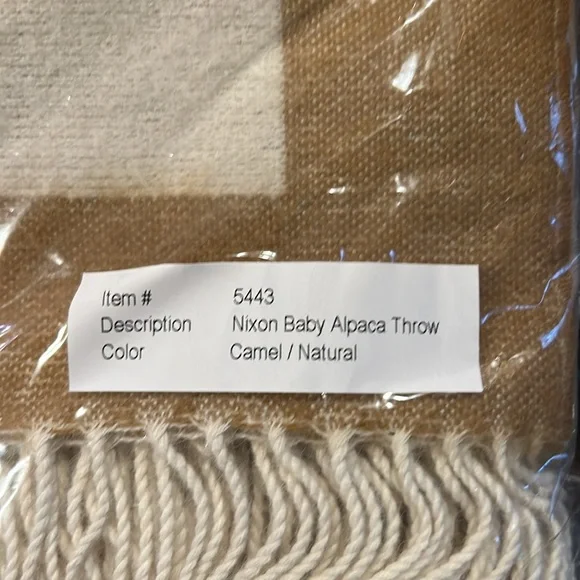 Item # 5443
Description Nixon Baby Alpaca Throw
Color Camel / Natural